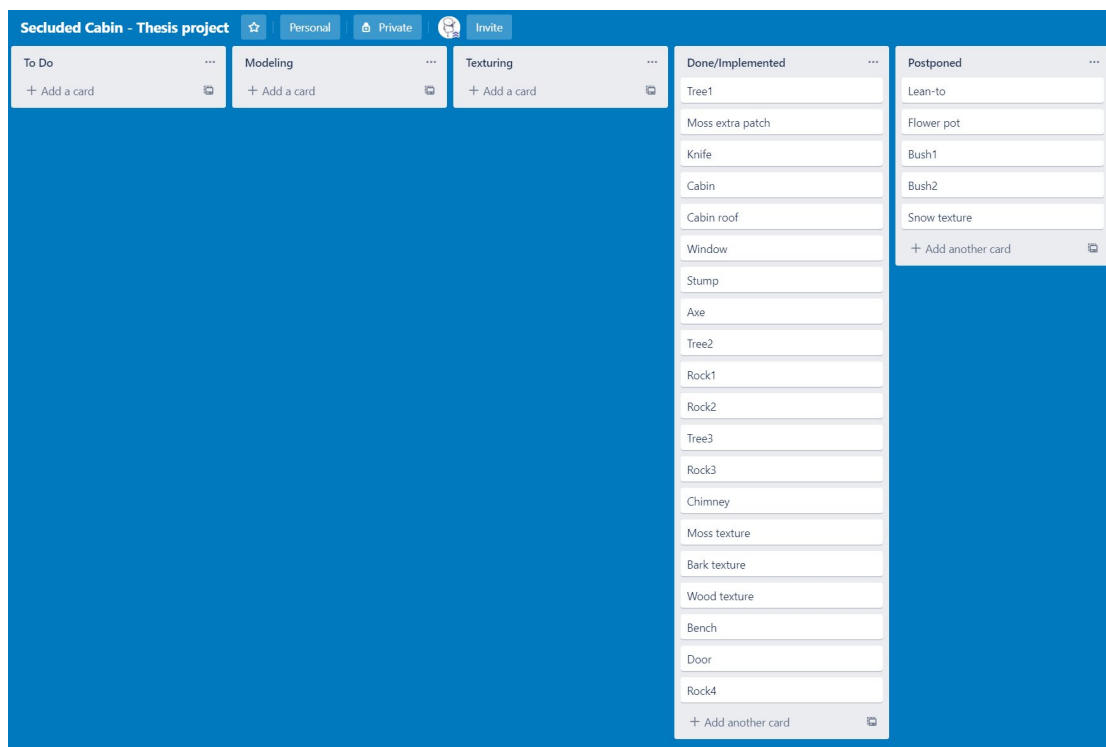 Secluded Cabin - Thesis project
Personal
Private
Invite
To Do
+ Add a card
Modeling
+ Add a card
Texturing
+ Add a card
Done/Implemented
Tree1
Moss extra patch
Knife
Cabin
Cabin roof
Window
Stump
Axe
Tree2
Rock1
Rock2
Tree3
Rock3
Chimney
Moss texture
Bark texture
Wood texture
Bench
Door
Rock4
+ Add another card
Postponed
Lean-to
Flower pot
Bush1
Bush2
Snow texture
+ Add another card